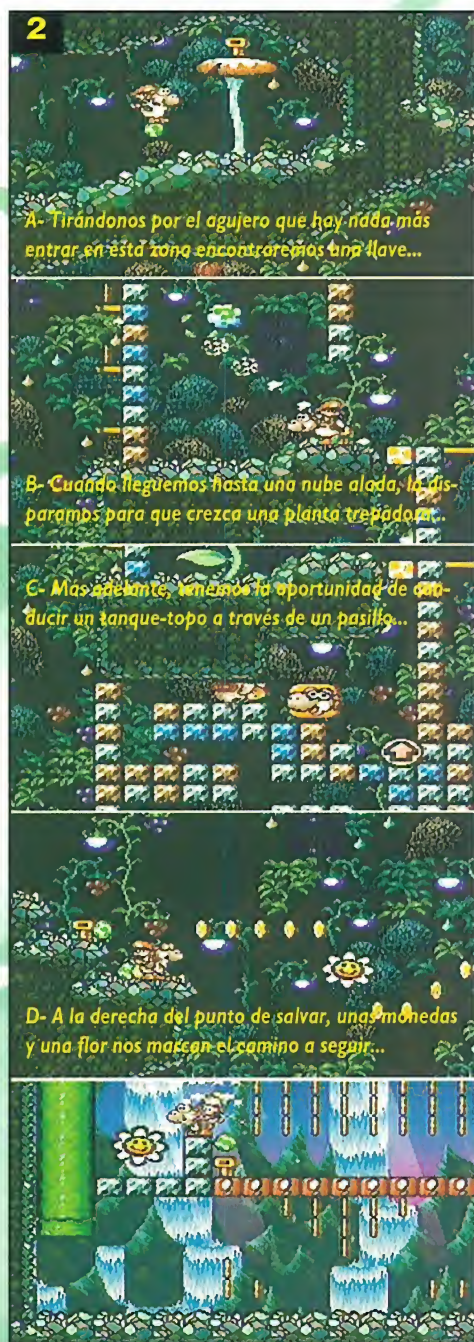 2
A- Tirándonos por el agujero que hay nada más
entrar en esta zona encontraremos una llave...
B- Cuando lleguemos hasta una nube alada, la dis-
paramos para que crezca una planta trepadora...
C- Más adelante, tenemos la oportunidad de con-
ducir un tanque-topo a través de un pasillo...
D- A la derecha del punto de salvar, unas monedas
y una flor nos marcan el camino a seguir...